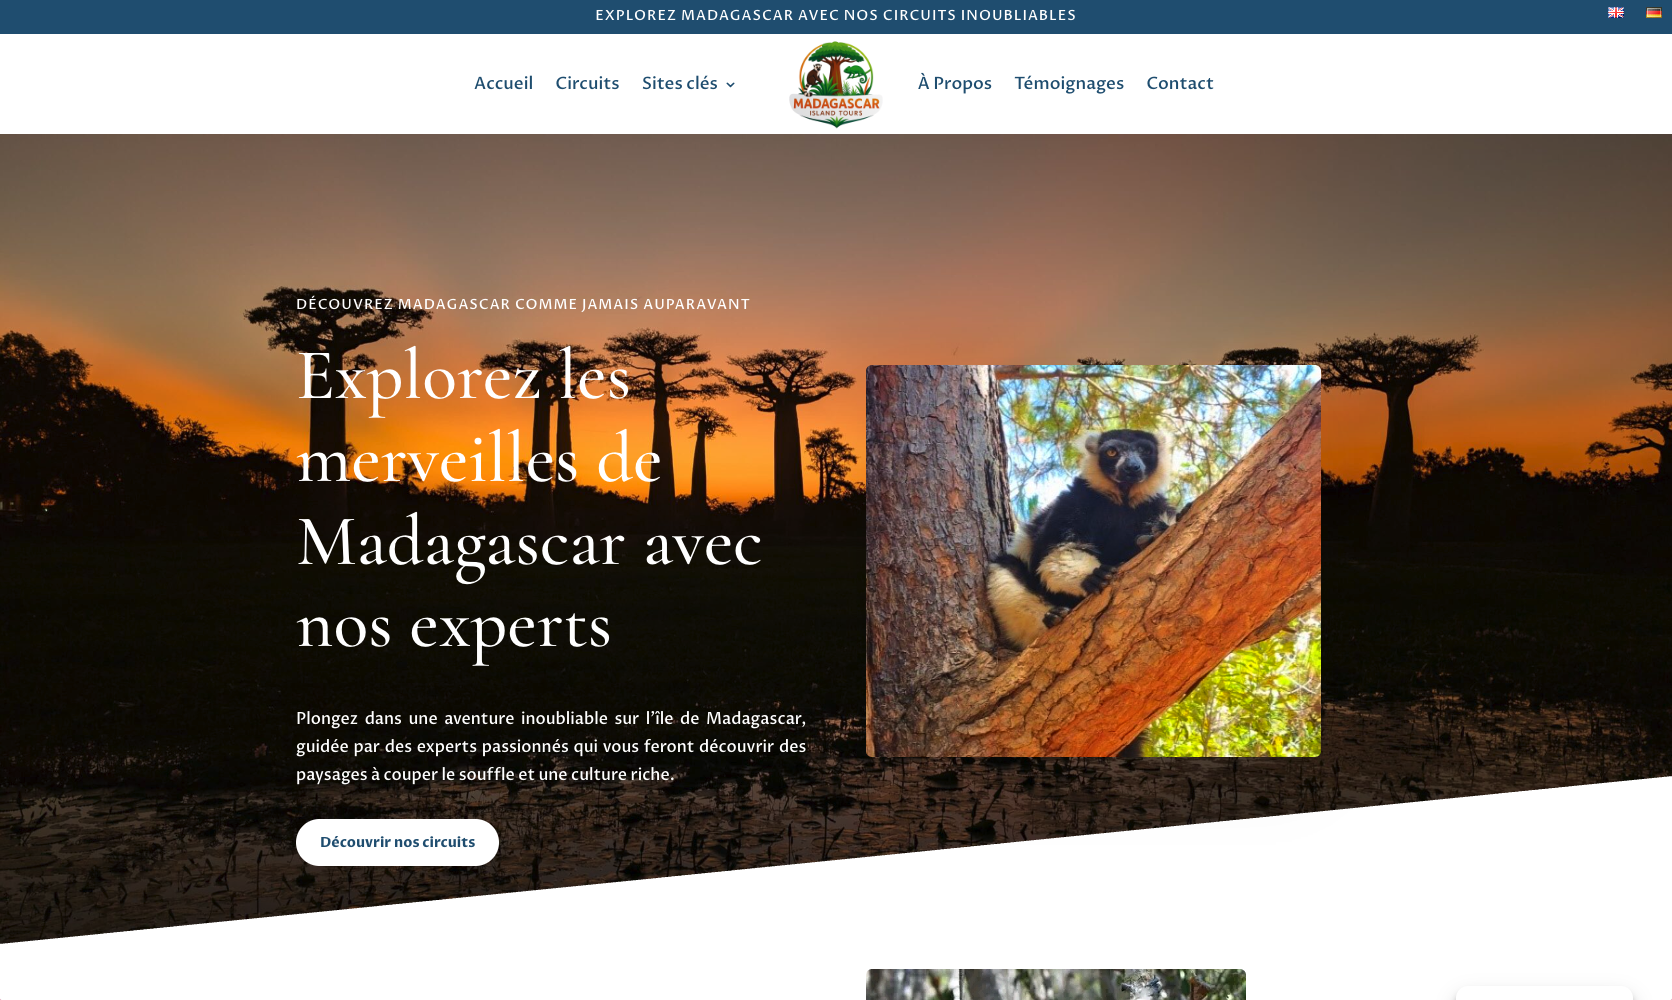 EXPLOREZ MADAGASCAR AVEC NOS CIRCUITS INOUBLIABLES
Accueil
Circuits
Sites clés
MADAGASCAR
ISLAND TOURS
À Propos
Témoignages
Contact
DÉCOUVREZ MADAGASCAR COMME JAMAIS AUPARAVANT
Explorez les
merveilles de
Madagascar avec
nos experts
Plongez dans une aventure inoubliable sur l’île de Madagascar,
guidée par des experts passionnés qui vous feront découvrir des
paysages à couper le souffle et une culture riche.
Découvrir nos circuits